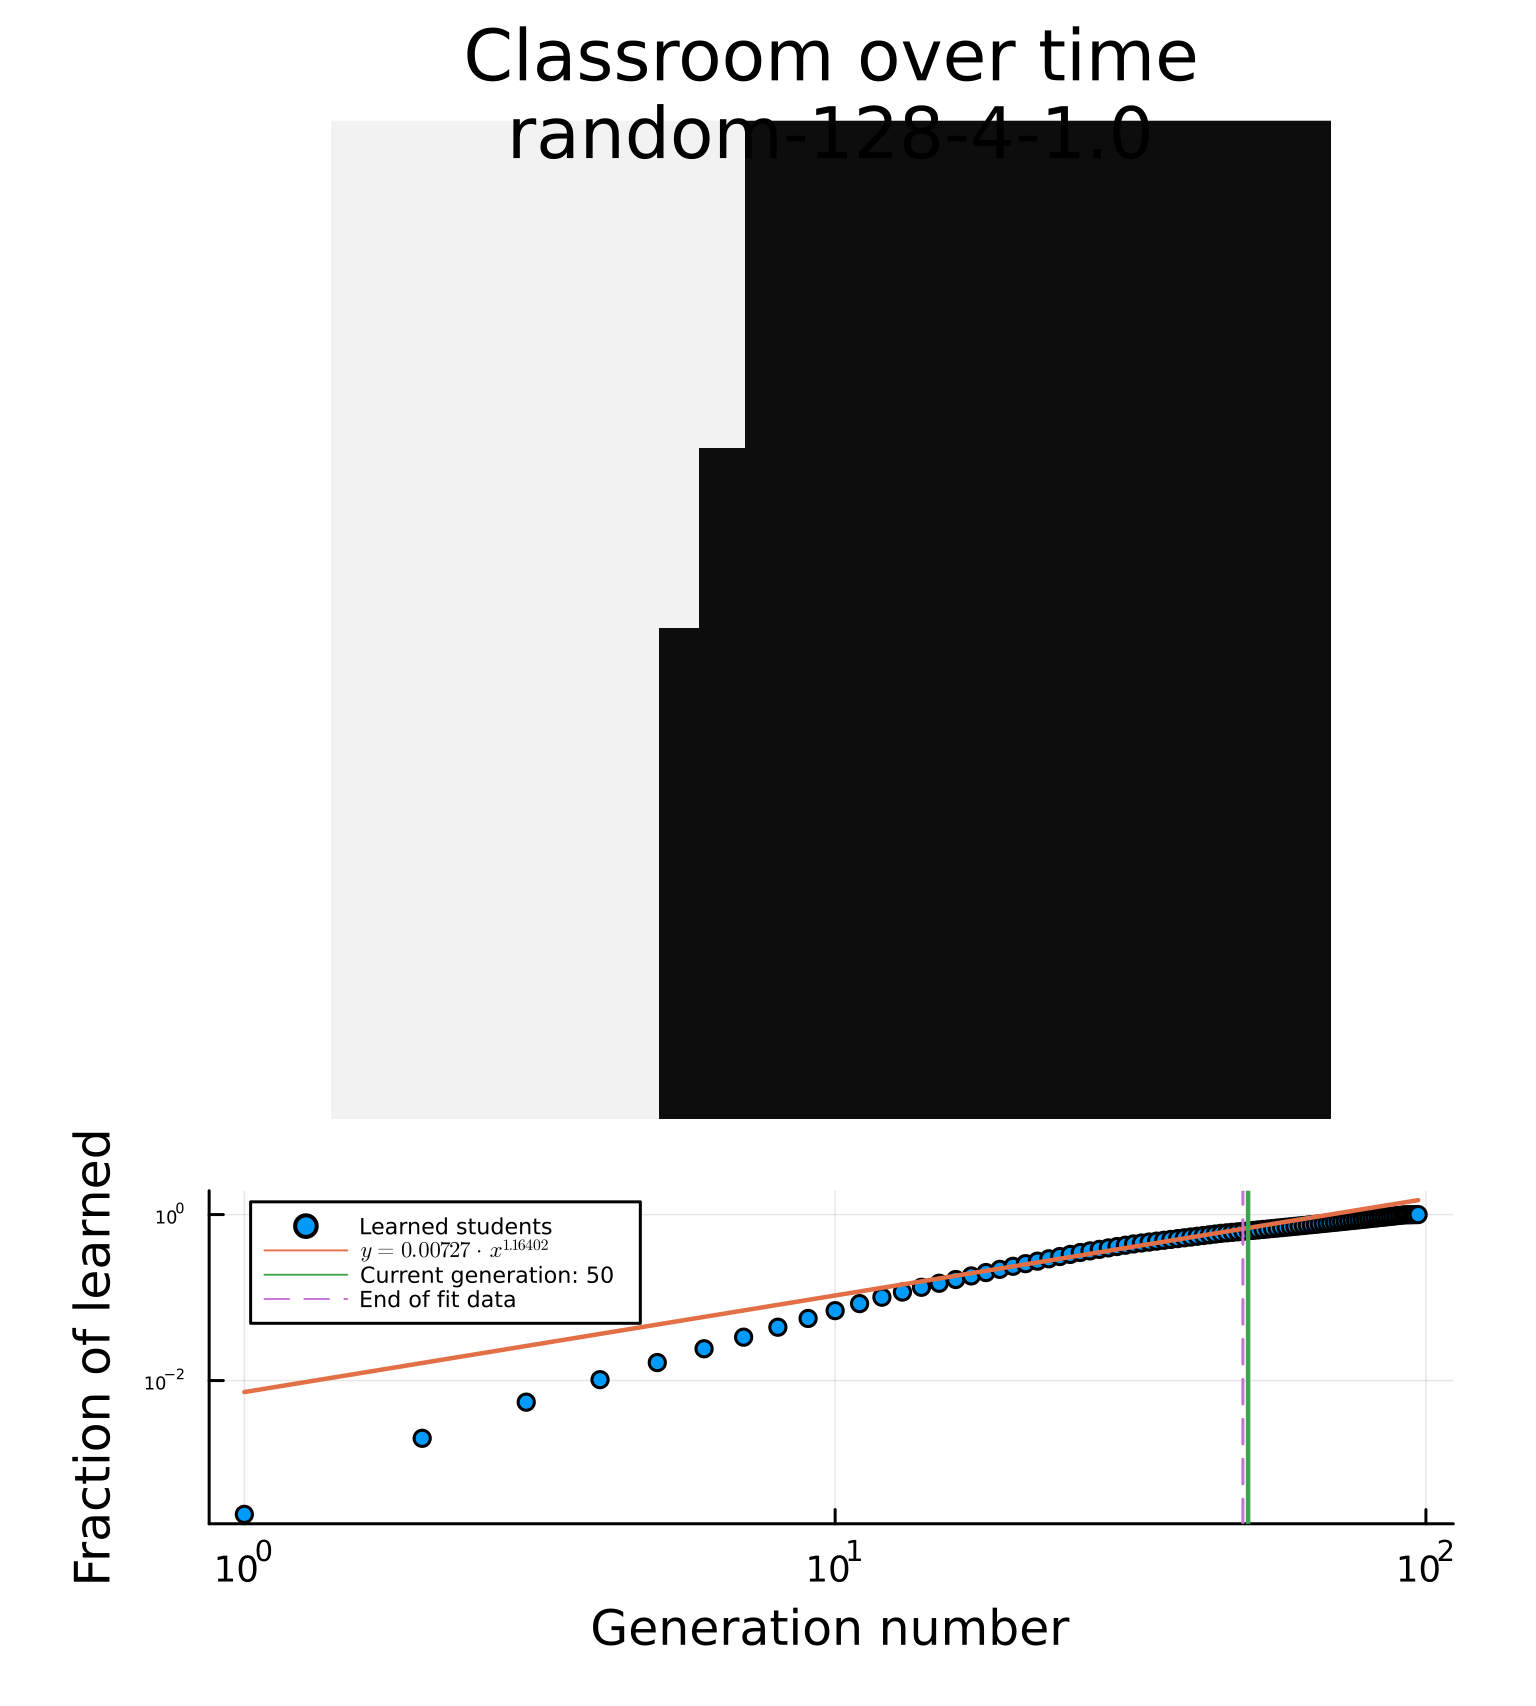 Classroom over time
random-128-4-1.0
Fraction of learned
10⁰
10⁻²
Learned students
y = 0.00727 · x^1.16402
Current generation: 50
End of fit data
10⁰
10¹
10²
Generation number